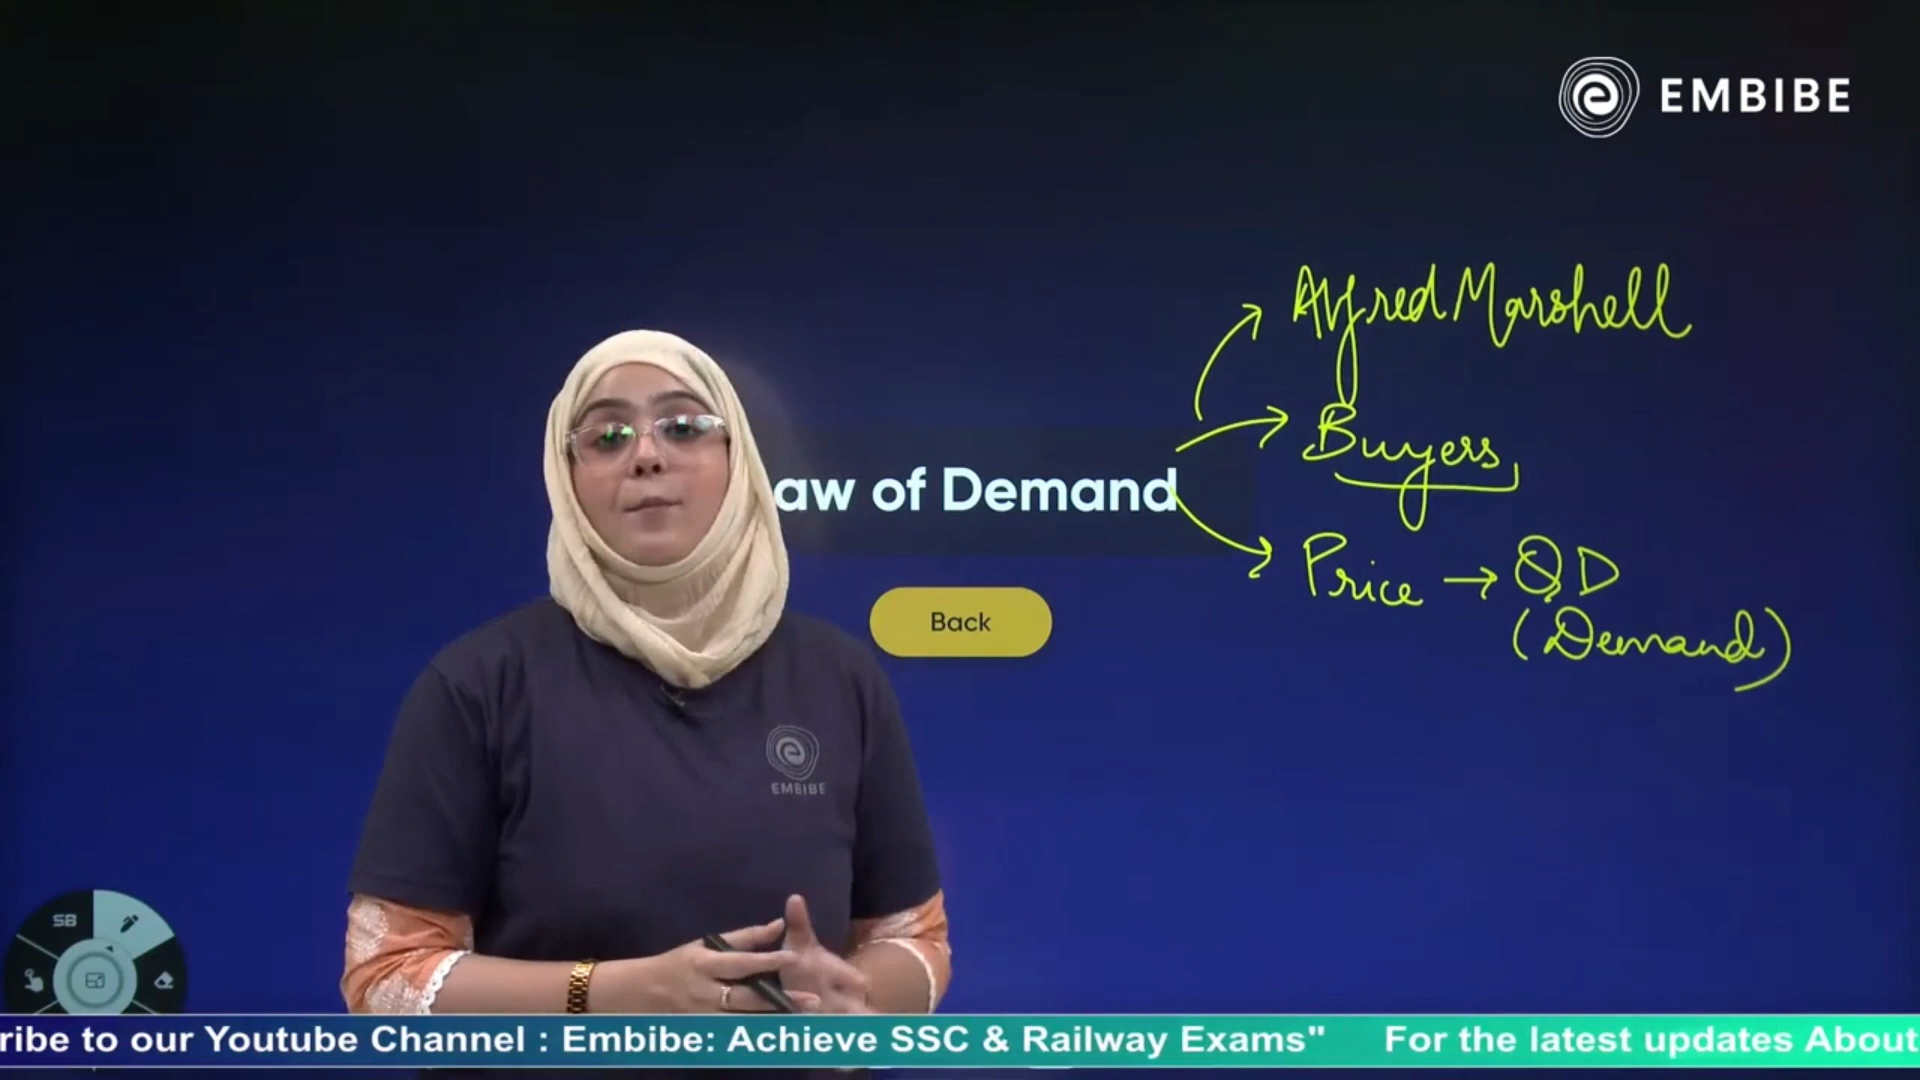 EMBIBE
Alfred Marshell
Buyers
aw of Demand
Price → QD
(Demand)
Back
EMBIBE
SB
ribe to our Youtube Channel : Embibe: Achieve SSC & Railway Exams" For the latest updates About